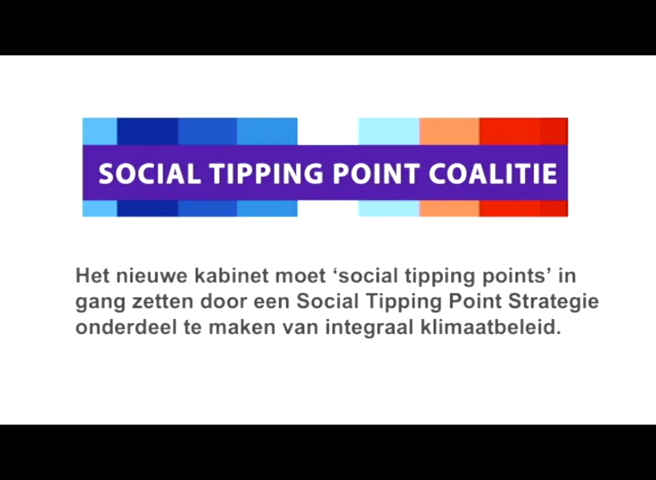 SOCIAL TIPPING POINT COALITIE
Het nieuwe kabinet moet ‘social tipping points’ in
gang zetten door een Social Tipping Point Strategie
onderdeel te maken van integraal klimaatbeleid.